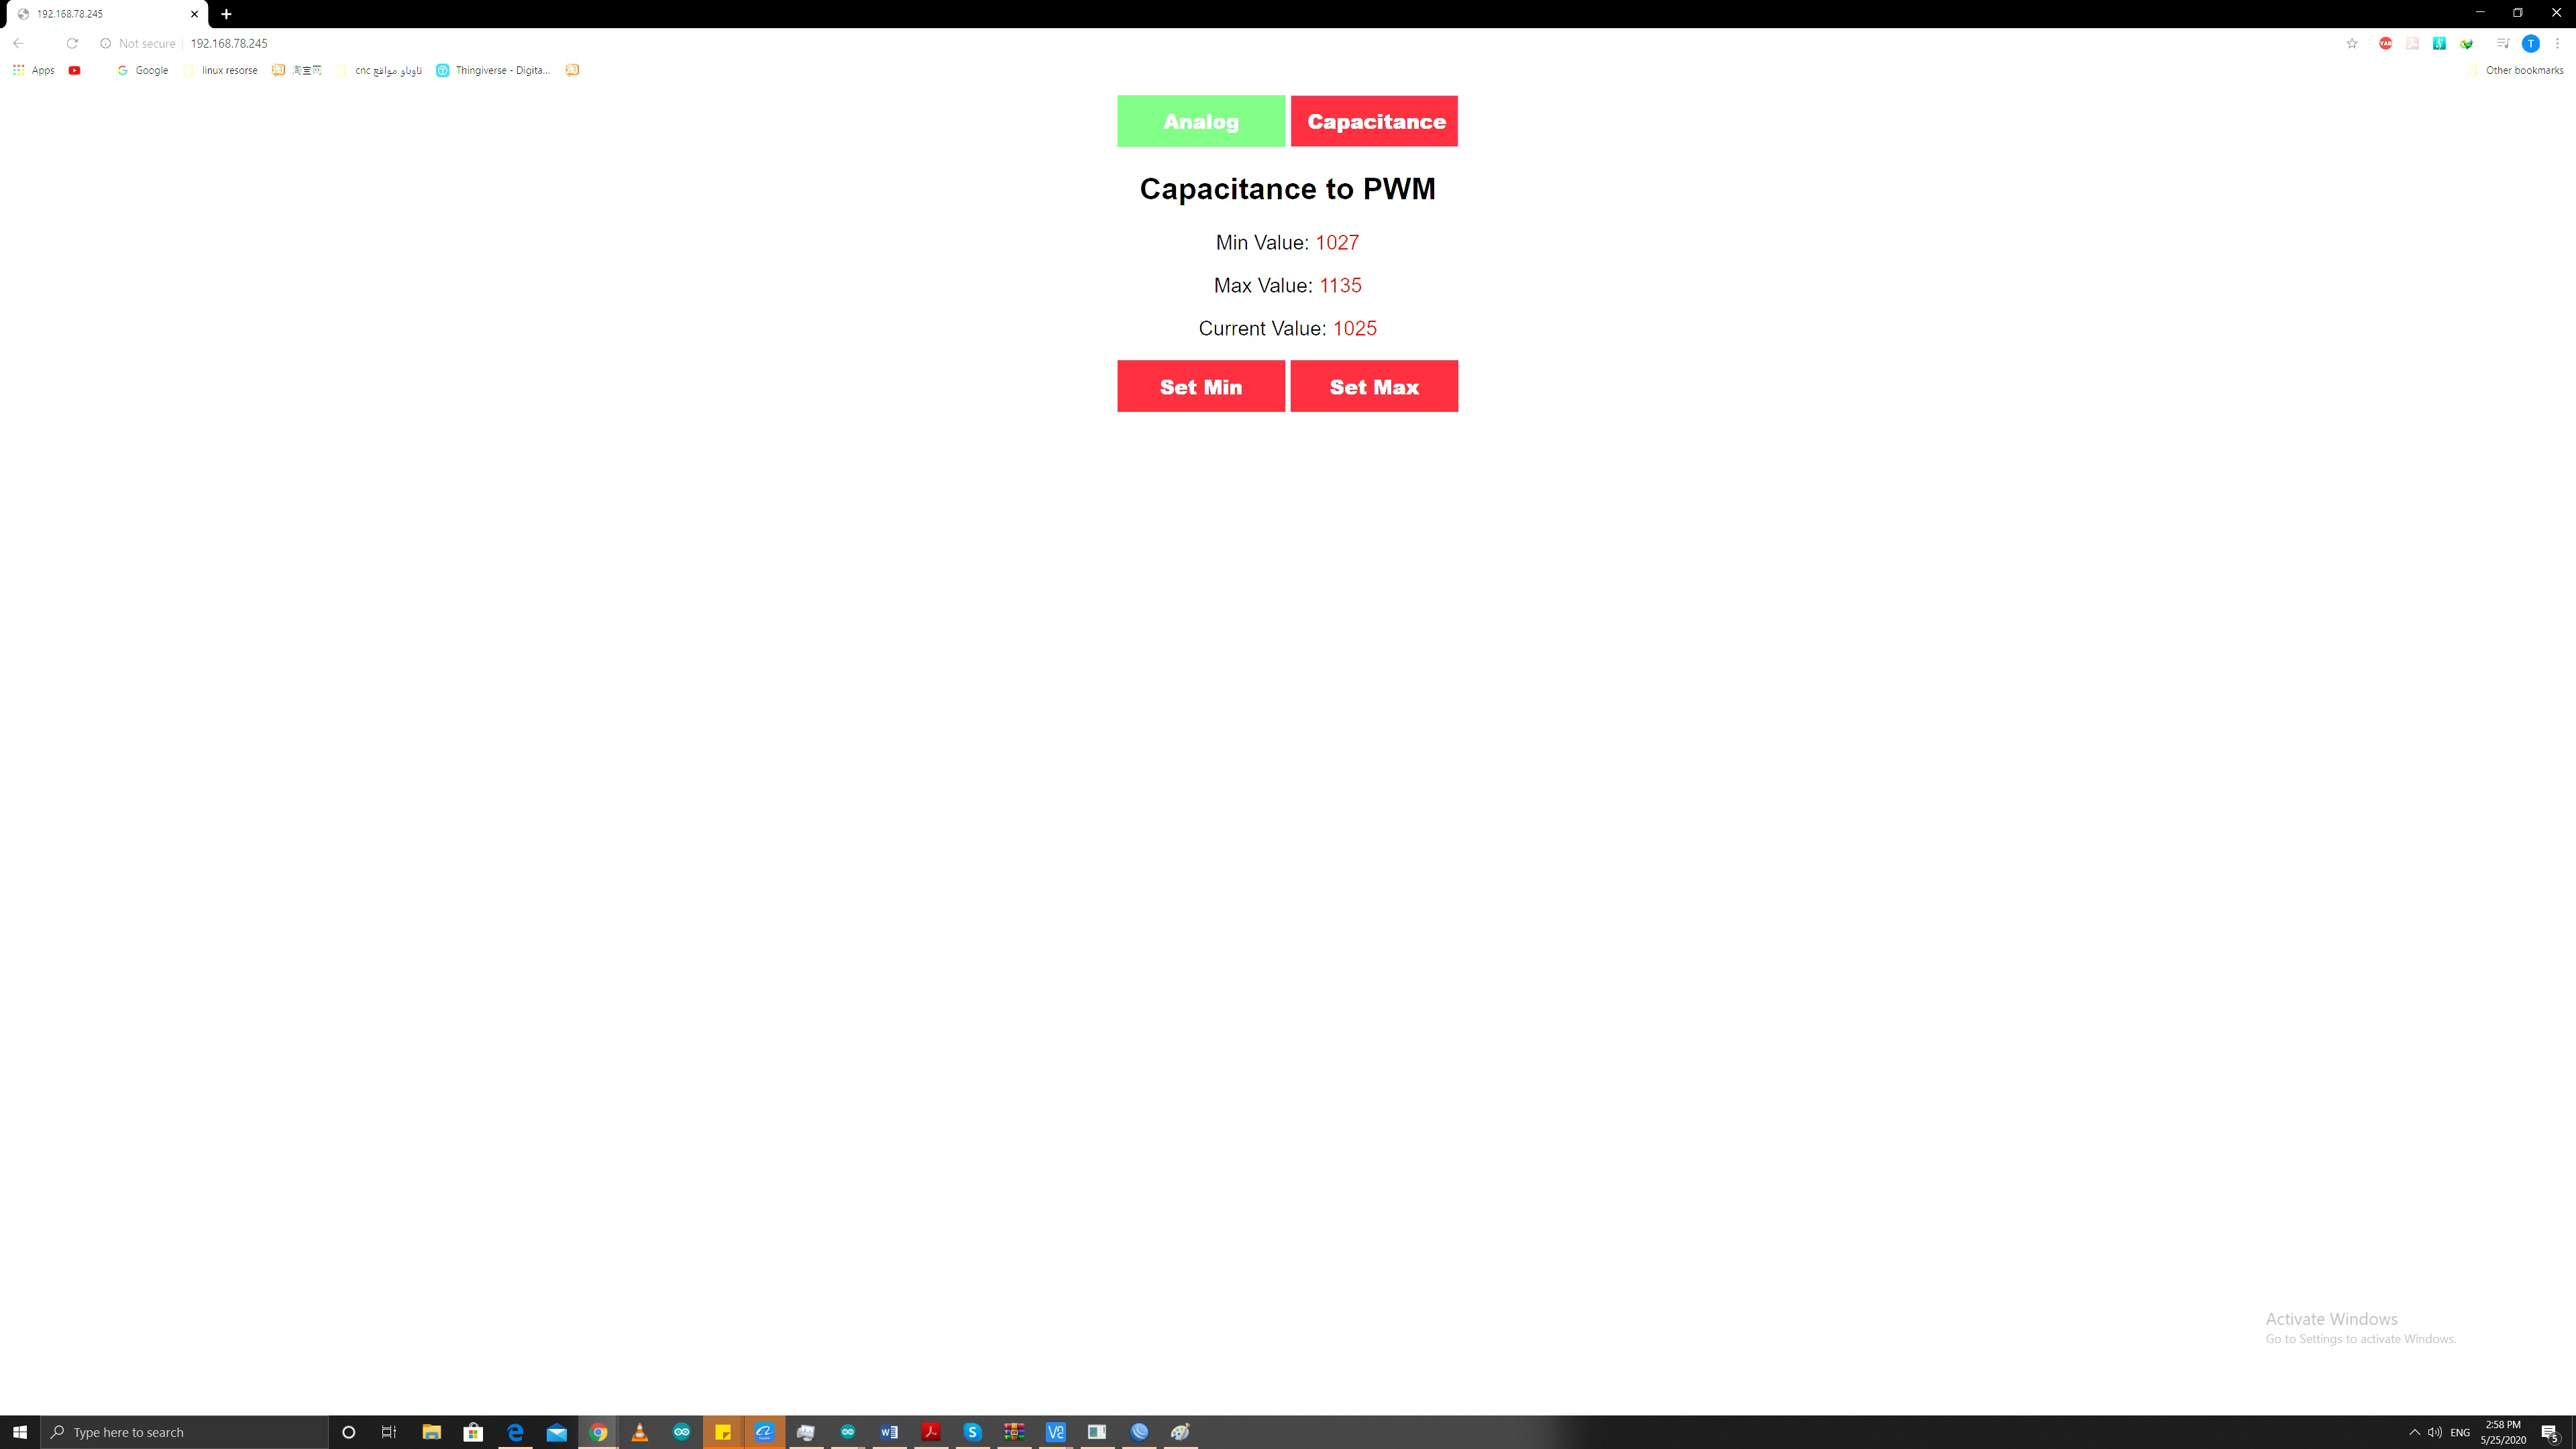 192.168.78.245
Not secure 192.168.78.245
Apps Google linux resorse 淘宝网 تاوباو مواقع cnc Thingiverse - Digita... Other bookmarks
Analog Capacitance
Capacitance to PWM
Min Value: 1027
Max Value: 1135
Current Value: 1025
Set Min Set Max
Activate Windows
Go to Settings to activate Windows.
Type here to search
ENG
2:58 PM
5/25/2020
5